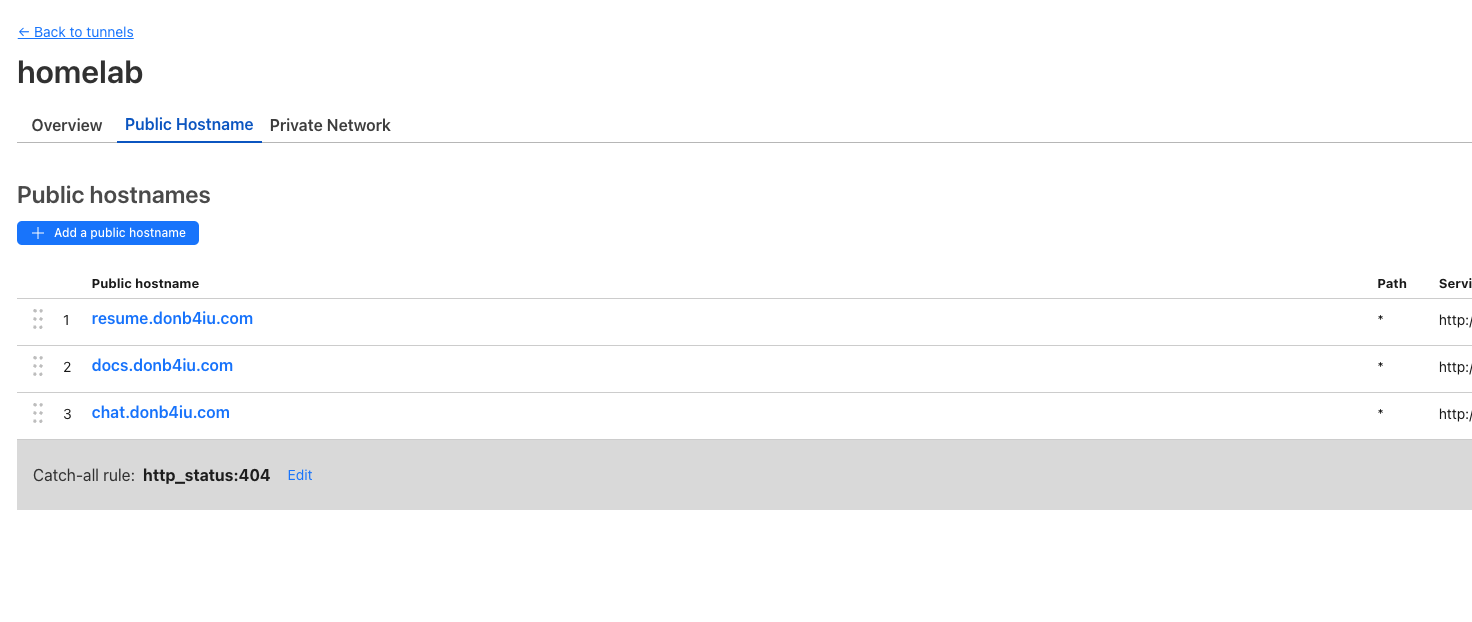 ← Back to tunnels
homelab
Overview Public Hostname Private Network
Public hostnames
+ Add a public hostname
Public hostname Path Servi
1 resume.donb4iu.com * http:/
2 docs.donb4iu.com * http:/
3 chat.donb4iu.com * http:/
Catch-all rule: http_status:404 Edit